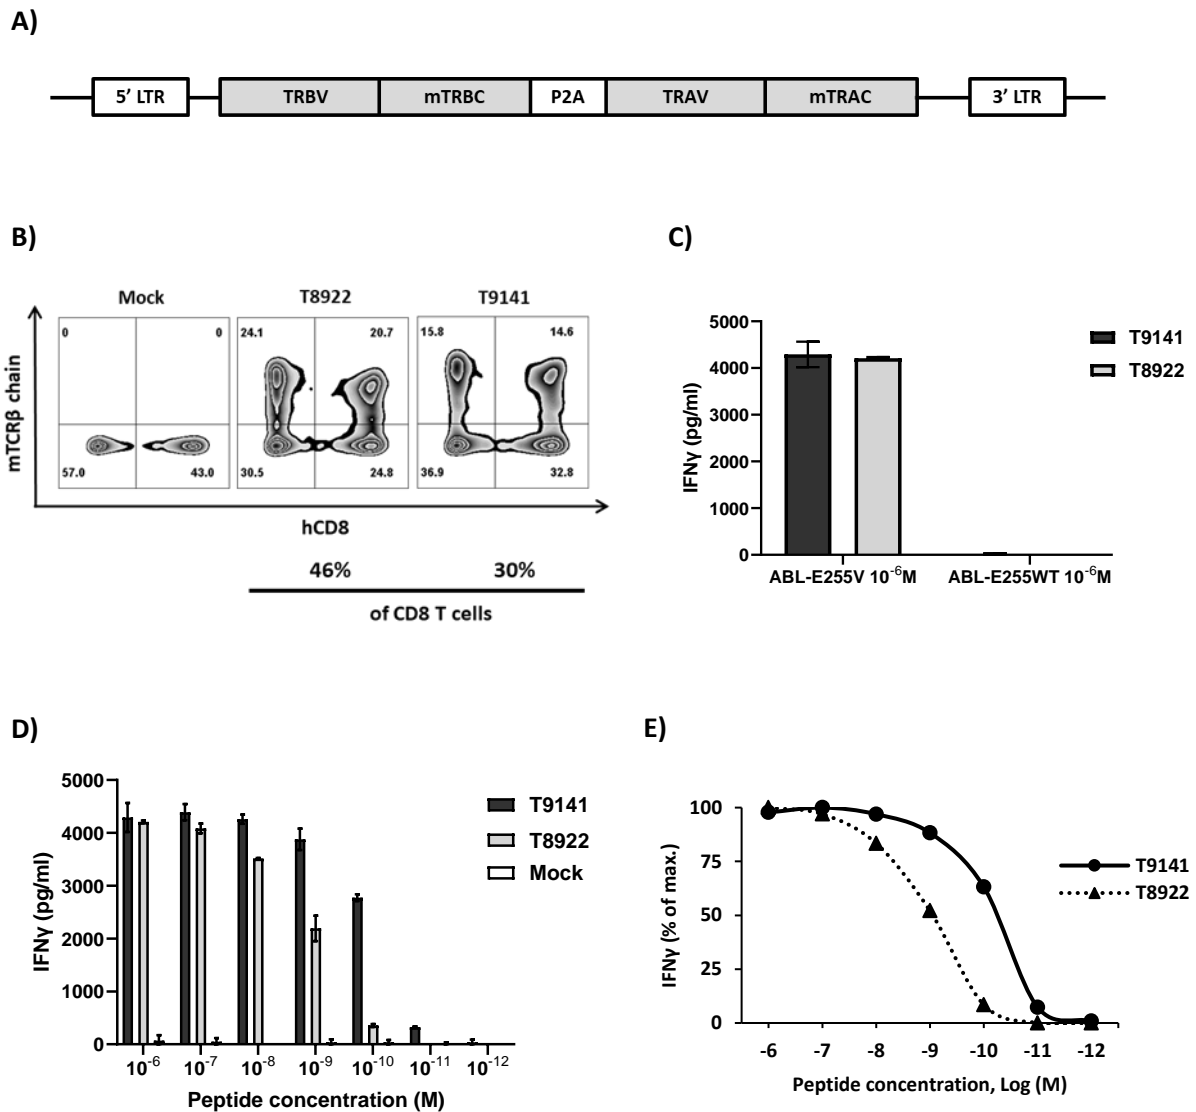 A)
5' LTR TRBV mTRBC P2A TRAV mTRAC 3' LTR
B)
Mock T8922 T9141
0 0 24.1 20.7 15.8 14.6
57.0 43.0 30.5 24.8 36.9 32.8
mTCRβ chain
hCD8
46% 30%
of CD8 T cells
C)
5000
4000
3000
2000
1000
0
IFNγ (pg/ml)
ABL-E255V 10⁻⁶M ABL-E255WT 10⁻⁶M
T9141
T8922
D)
5000
4000
3000
2000
1000
0
IFNγ (pg/ml)
10⁻⁶ 10⁻⁷ 10⁻⁸ 10⁻⁹ 10⁻¹⁰ 10⁻¹¹ 10⁻¹²
Peptide concentration (M)
T9141
T8922
Mock
E)
100
75
50
25
0
IFNγ (% of max.)
-6 -7 -8 -9 -10 -11 -12
Peptide concentration, Log (M)
T9141
T8922